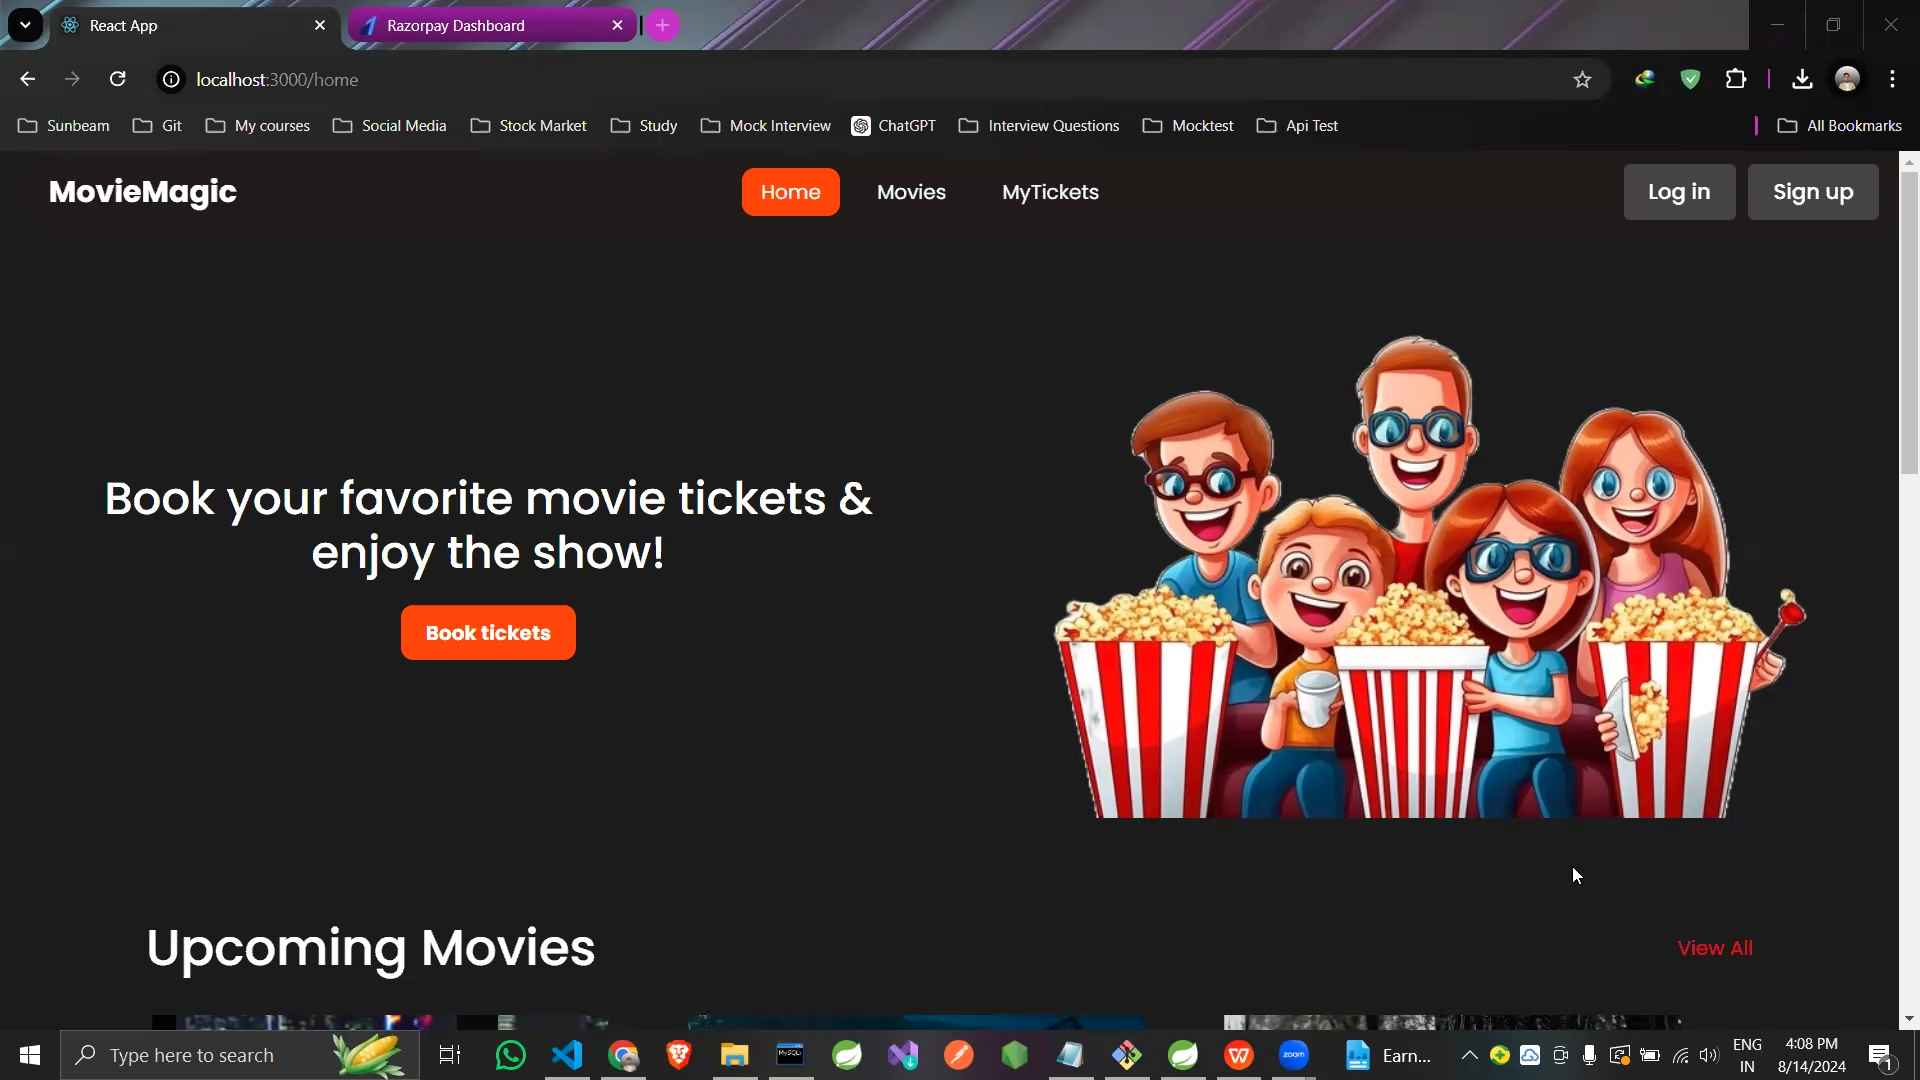 React App
Razorpay Dashboard
localhost:3000/home
Sunbeam
Git
My courses
Social Media
Stock Market
Study
Mock Interview
ChatGPT
Interview Questions
Mocktest
Api Test
All Bookmarks
MovieMagic
Home
Movies
MyTickets
Log in
Sign up
Book your favorite movie tickets &
enjoy the show!
Book tickets
Upcoming Movies
View All
Type here to search
MySQL
zoom
Earn...
ENG
IN
4:08 PM
8/14/2024
1